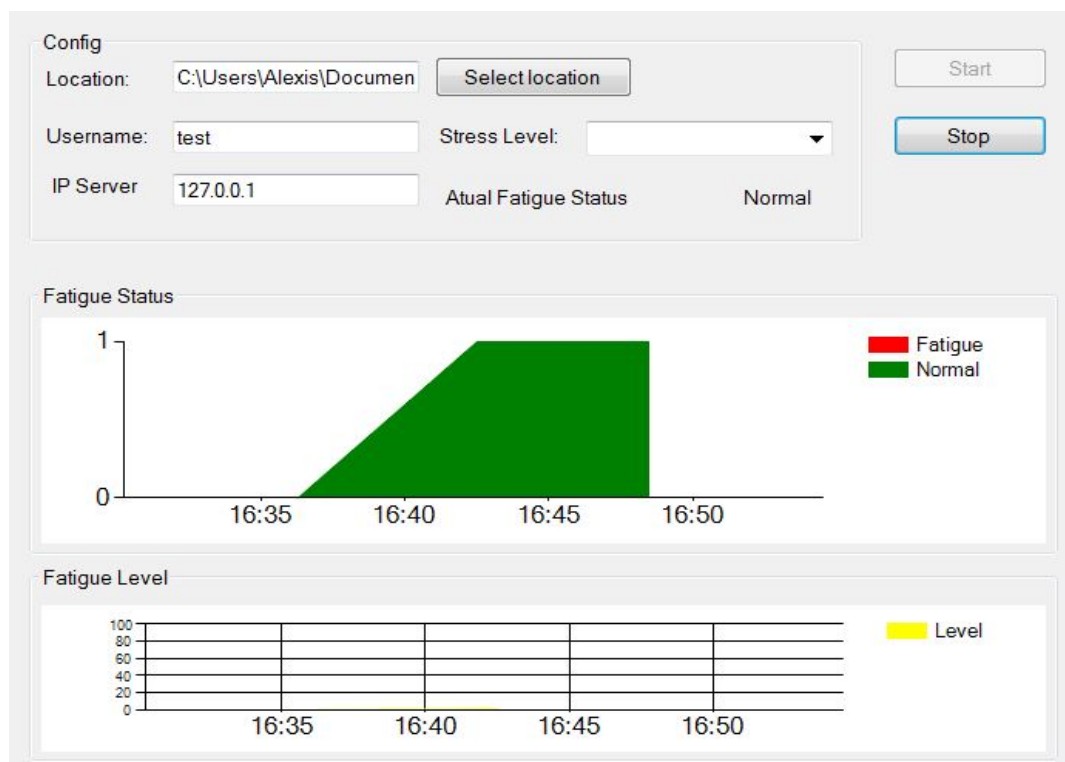 Config
Location: C:\Users\Alexis\Documen Select location Start
Username: test Stress Level: Stop
IP Server 127.0.0.1 Atual Fatigue Status Normal
Fatigue Status
1
Fatigue
Normal
0
16:35 16:40 16:45 16:50
Fatigue Level
100
Level
80
60
40
20
0
16:35 16:40 16:45 16:50